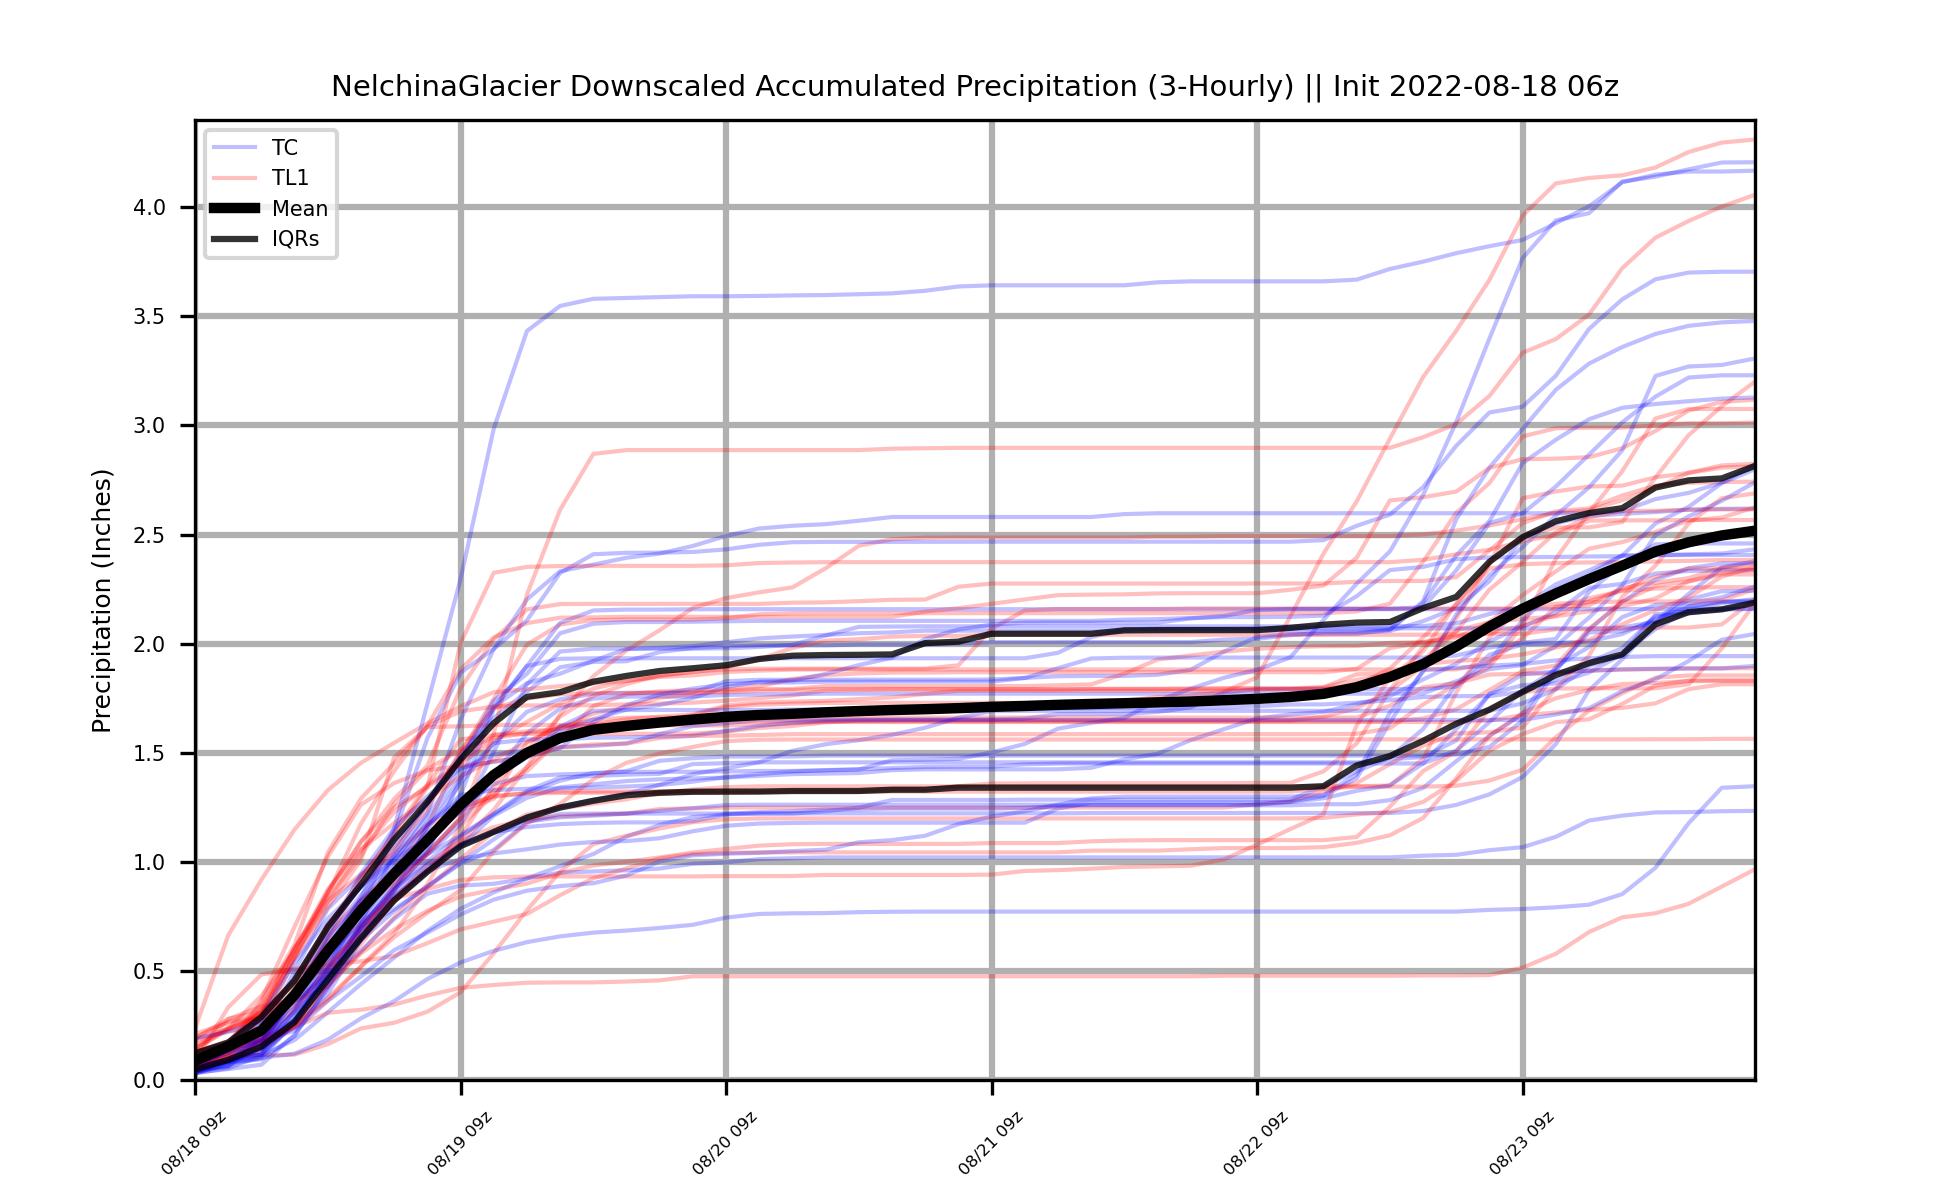 NelchinaGlacier Downscaled Accumulated Precipitation (3-Hourly) || Init 2022-08-18 06z
TC
TL1
Mean
IQRs
Precipitation (Inches)
4.0
3.5
3.0
2.5
2.0
1.5
1.0
0.5
0.0
08/18 09z
08/19 09z
08/20 09z
08/21 09z
08/22 09z
08/23 09z